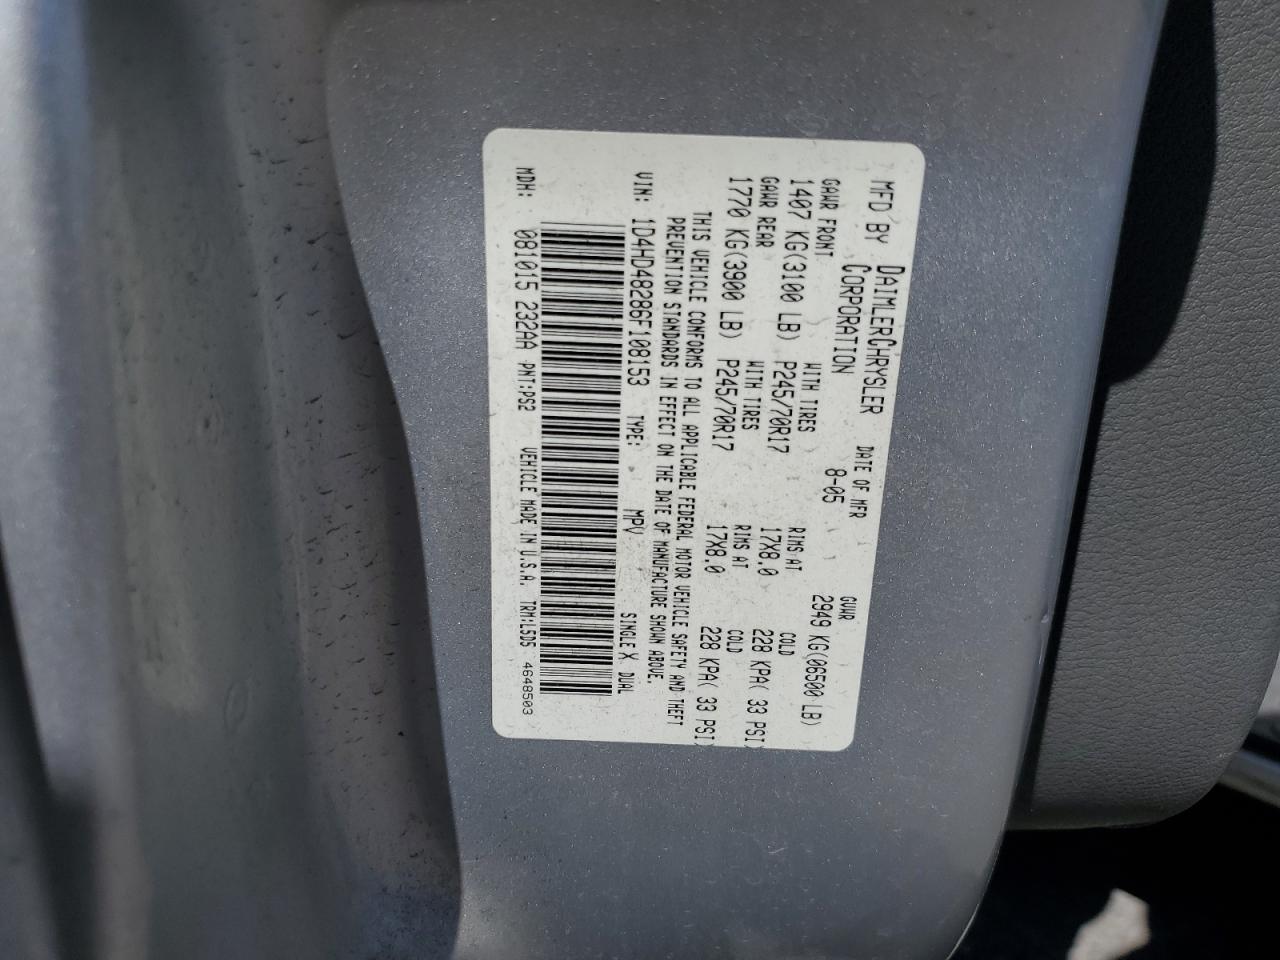 MFD BY DAIMLERCHRYSLER CORPORATION DATE OF MFR 8-05 GVWR 2949 KG(06500 LB)
GAWR FRONT WITH TIRES RIMS AT COLD
1407 KG(3100 LB) P245/70R17 17X8.0 228 KPA( 33 PSI)
GAWR REAR WITH TIRES RIMS AT COLD
1770 KG(3900 LB) P245/70R17 17X8.0 228 KPA( 33 PSI)
THIS VEHICLE CONFORMS TO ALL APPLICABLE FEDERAL MOTOR VEHICLE SAFETY AND THEFT
PREVENTION STANDARDS IN EFFECT ON THE DATE OF MANUFACTURE SHOWN ABOVE.
VIN: 1D4HD48286F108153 TYPE: MPV SINGLE X DUAL
MDH: 081015 232AA PNT:PS2 VEHICLE MADE IN U.S.A. TRM:L5D5 4648503